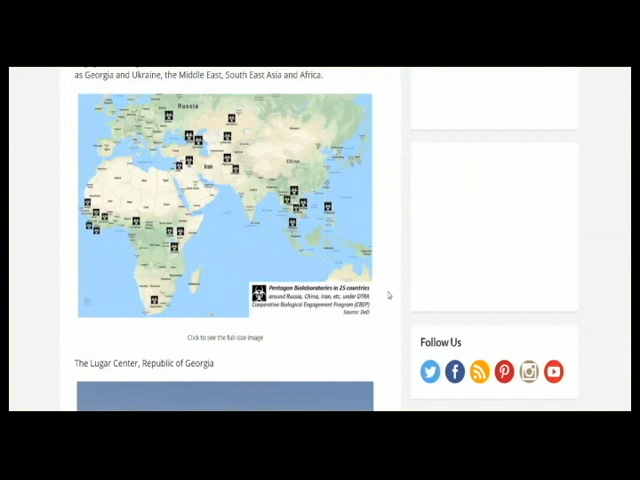 as Georgia and Ukraine, the Middle East, South East Asia and Africa.
Russia
China
Iran
India
Pentagon Biolaboratories in 25 countries
around Russia, China, Iran, etc. under DTRA
Cooperative Biological Engagement Program (CBEP)
Source: DoD
Click to see the full-size image
The Lugar Center, Republic of Georgia
Follow Us